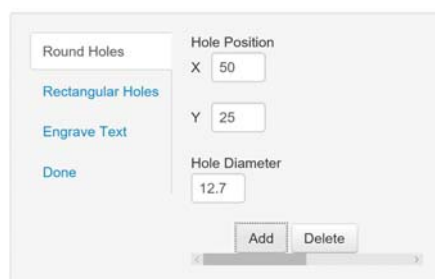 Round Holes
Rectangular Holes
Engrave Text
Done
Hole Position
X 50
Y 25
Hole Diameter
12.7
Add Delete